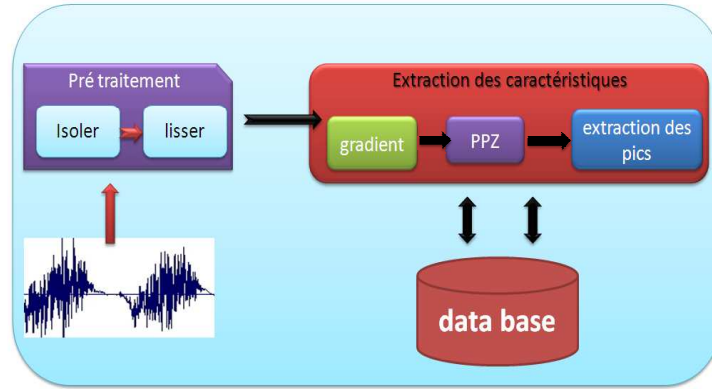 Pré traitement
Isoler
lisser
Extraction des caractéristiques
gradient
PPZ
extraction des
pics
data base